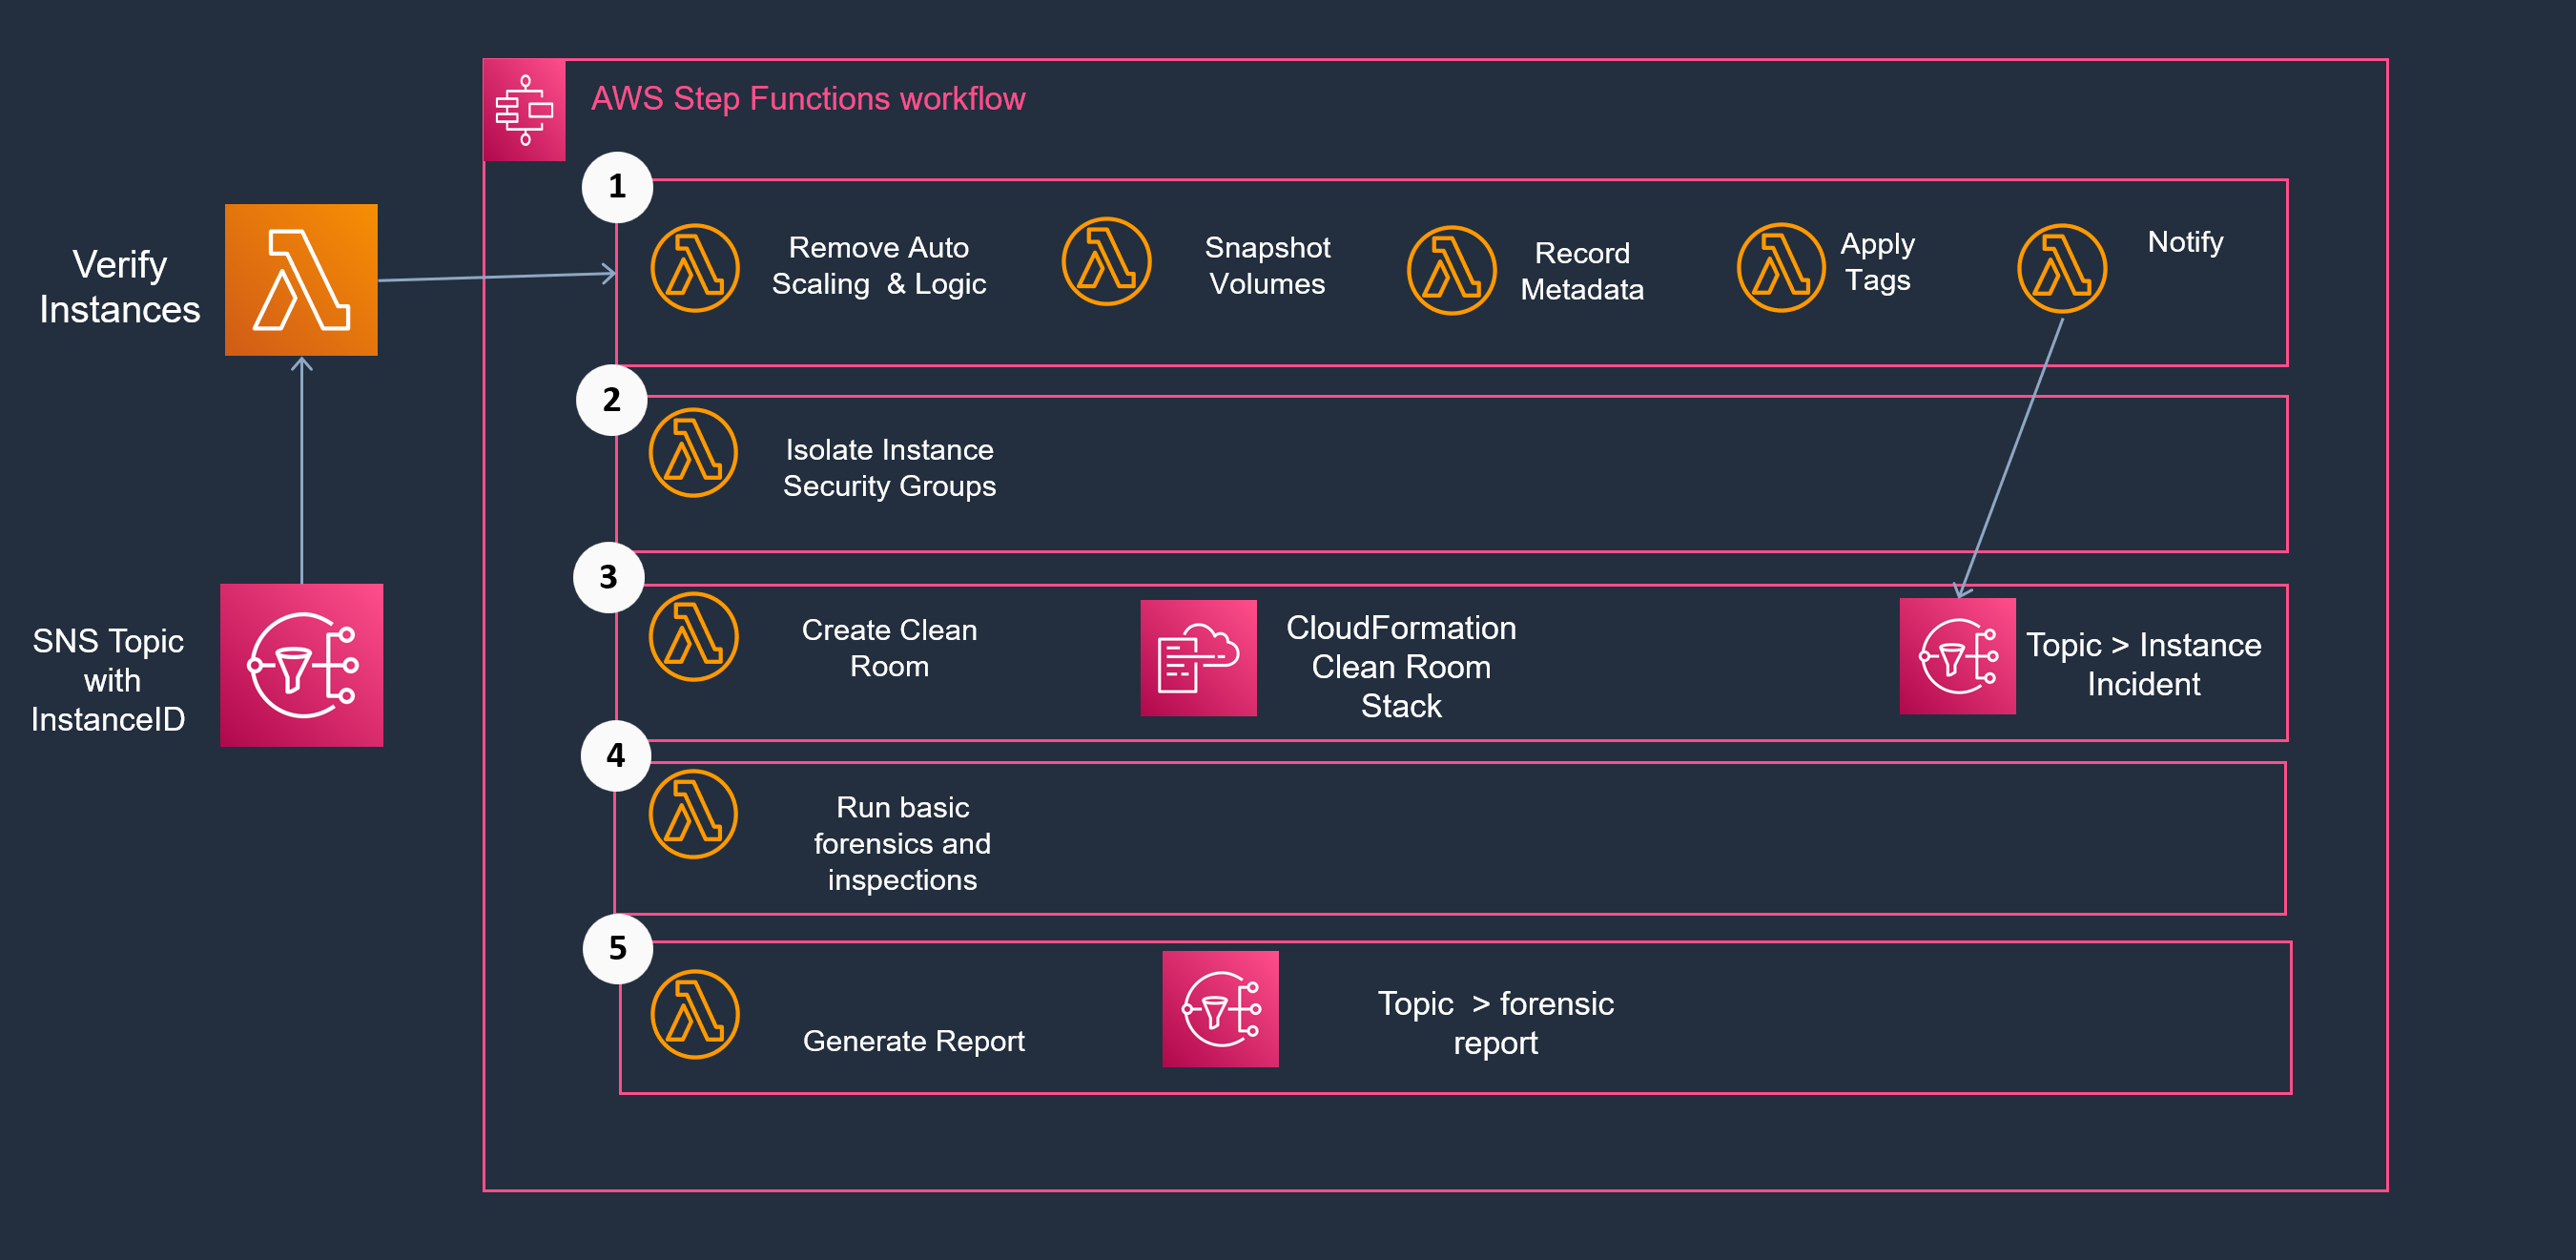 AWS Step Functions workflow
Verify
Instances
SNS Topic
with
InstanceID
1
Remove Auto
Scaling & Logic
Snapshot
Volumes
Record
Metadata
Apply
Tags
Notify
2
Isolate Instance
Security Groups
3
Create Clean
Room
CloudFormation
Clean Room
Stack
Topic > Instance
Incident
4
Run basic
forensics and
inspections
5
Generate Report
Topic > forensic
report